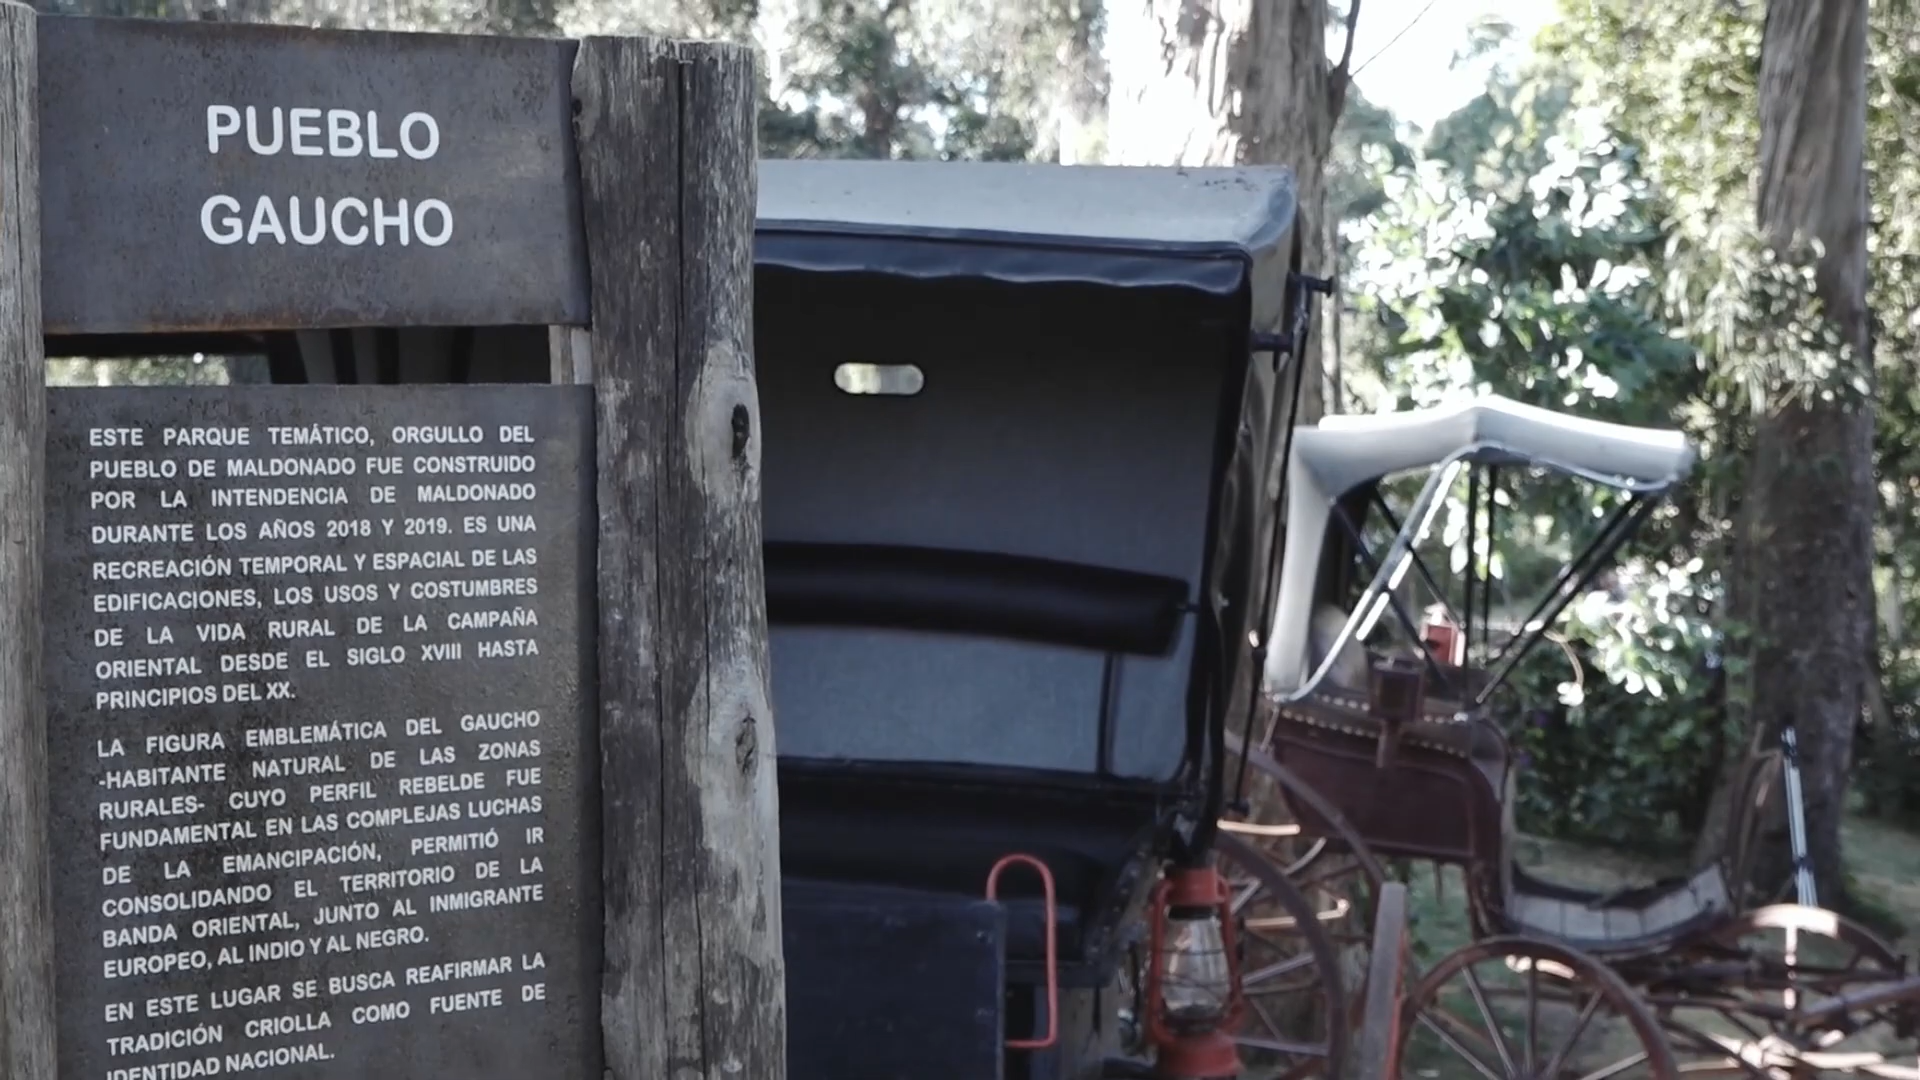 PUEBLO
GAUCHO
ESTE PARQUE TEMÁTICO, ORGULLO DEL
PUEBLO DE MALDONADO FUE CONSTRUIDO
POR LA INTENDENCIA DE MALDONADO
DURANTE LOS AÑOS 2018 Y 2019. ES UNA
RECREACIÓN TEMPORAL Y ESPACIAL DE LAS
EDIFICACIONES, LOS USOS Y COSTUMBRES
DE LA VIDA RURAL DE LA CAMPAÑA
ORIENTAL DESDE EL SIGLO XVIII HASTA
PRINCIPIOS DEL XX.
LA FIGURA EMBLEMÁTICA DEL GAUCHO
-HABITANTE NATURAL DE LAS ZONAS
RURALES- CUYO PERFIL REBELDE FUE
FUNDAMENTAL EN LAS COMPLEJAS LUCHAS
DE LA EMANCIPACIÓN, PERMITIÓ IR
CONSOLIDANDO EL TERRITORIO DE LA
BANDA ORIENTAL, JUNTO AL INMIGRANTE
EUROPEO, AL INDIO Y AL NEGRO.
EN ESTE LUGAR SE BUSCA REAFIRMAR LA
TRADICIÓN CRIOLLA COMO FUENTE DE
IDENTIDAD NACIONAL.